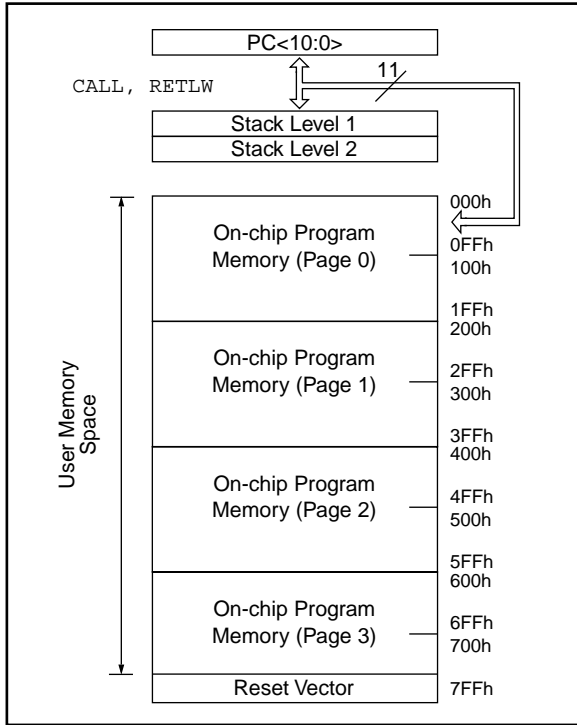 PC<10:0>
11
CALL, RETLW
Stack Level 1
Stack Level 2
000h
On-chip Program
Memory (Page 0)
0FFh
100h
1FFh
200h
On-chip Program
Memory (Page 1)
2FFh
300h
3FFh
400h
User Memory
Space
On-chip Program
Memory (Page 2)
4FFh
500h
5FFh
600h
On-chip Program
Memory (Page 3)
6FFh
700h
Reset Vector
7FFh